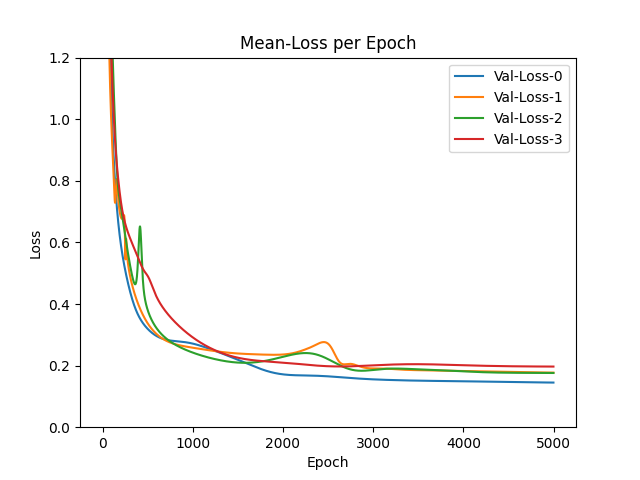 Mean-Loss per Epoch
1.2
1.0
0.8
0.6
0.4
0.2
0.0
Loss
Val-Loss-0
Val-Loss-1
Val-Loss-2
Val-Loss-3
0 1000 2000 3000 4000 5000
Epoch